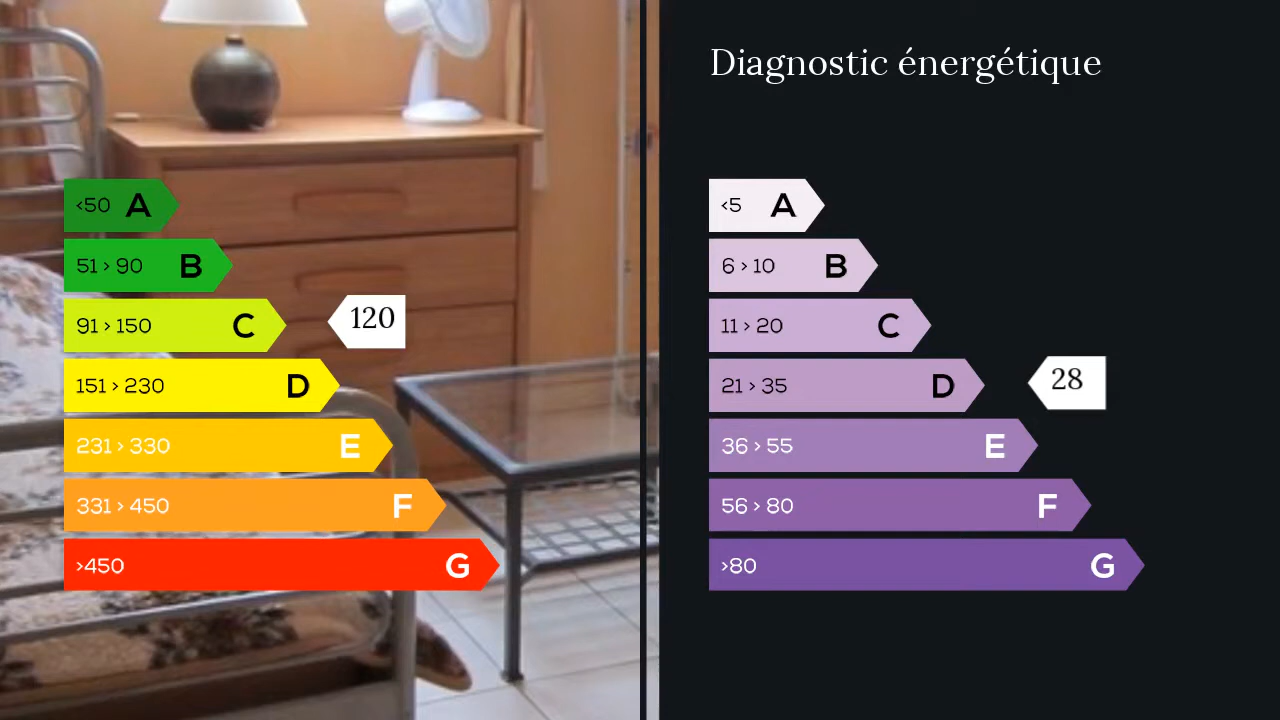 Diagnostic énergétique
<50 A
51 > 90 B
91 > 150 C
120
151 > 230 D
231 > 330 E
331 > 450 F
>450 G
<5 A
6 > 10 B
11 > 20 C
21 > 35 D
28
36 > 55 E
56 > 80 F
>80 G